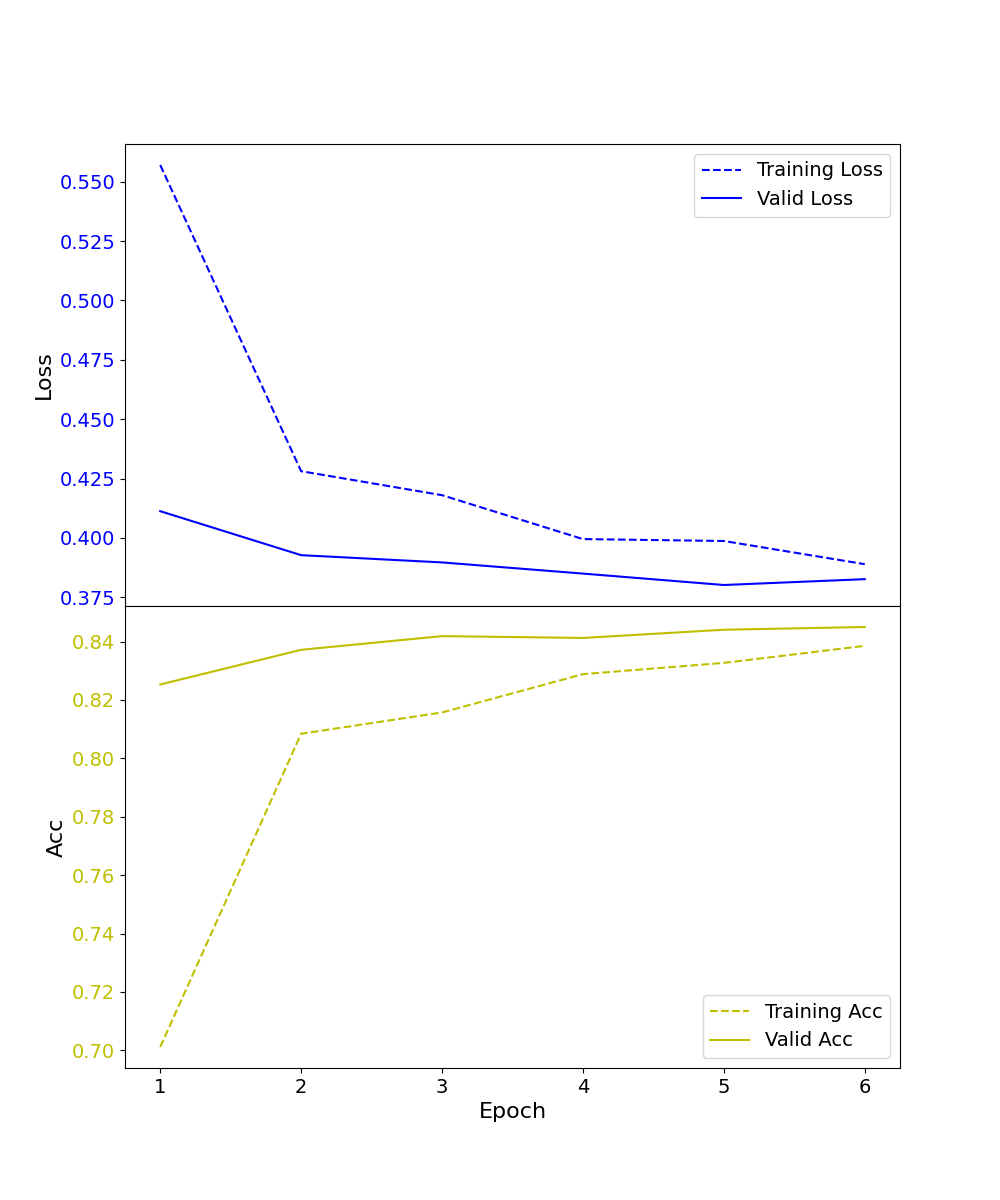 0.550
0.525
0.500
0.475
0.450
0.425
0.400
0.375
Loss
Training Loss
Valid Loss
0.84
0.82
0.80
0.78
0.76
0.74
0.72
0.70
Acc
Training Acc
Valid Acc
1 2 3 4 5 6
Epoch